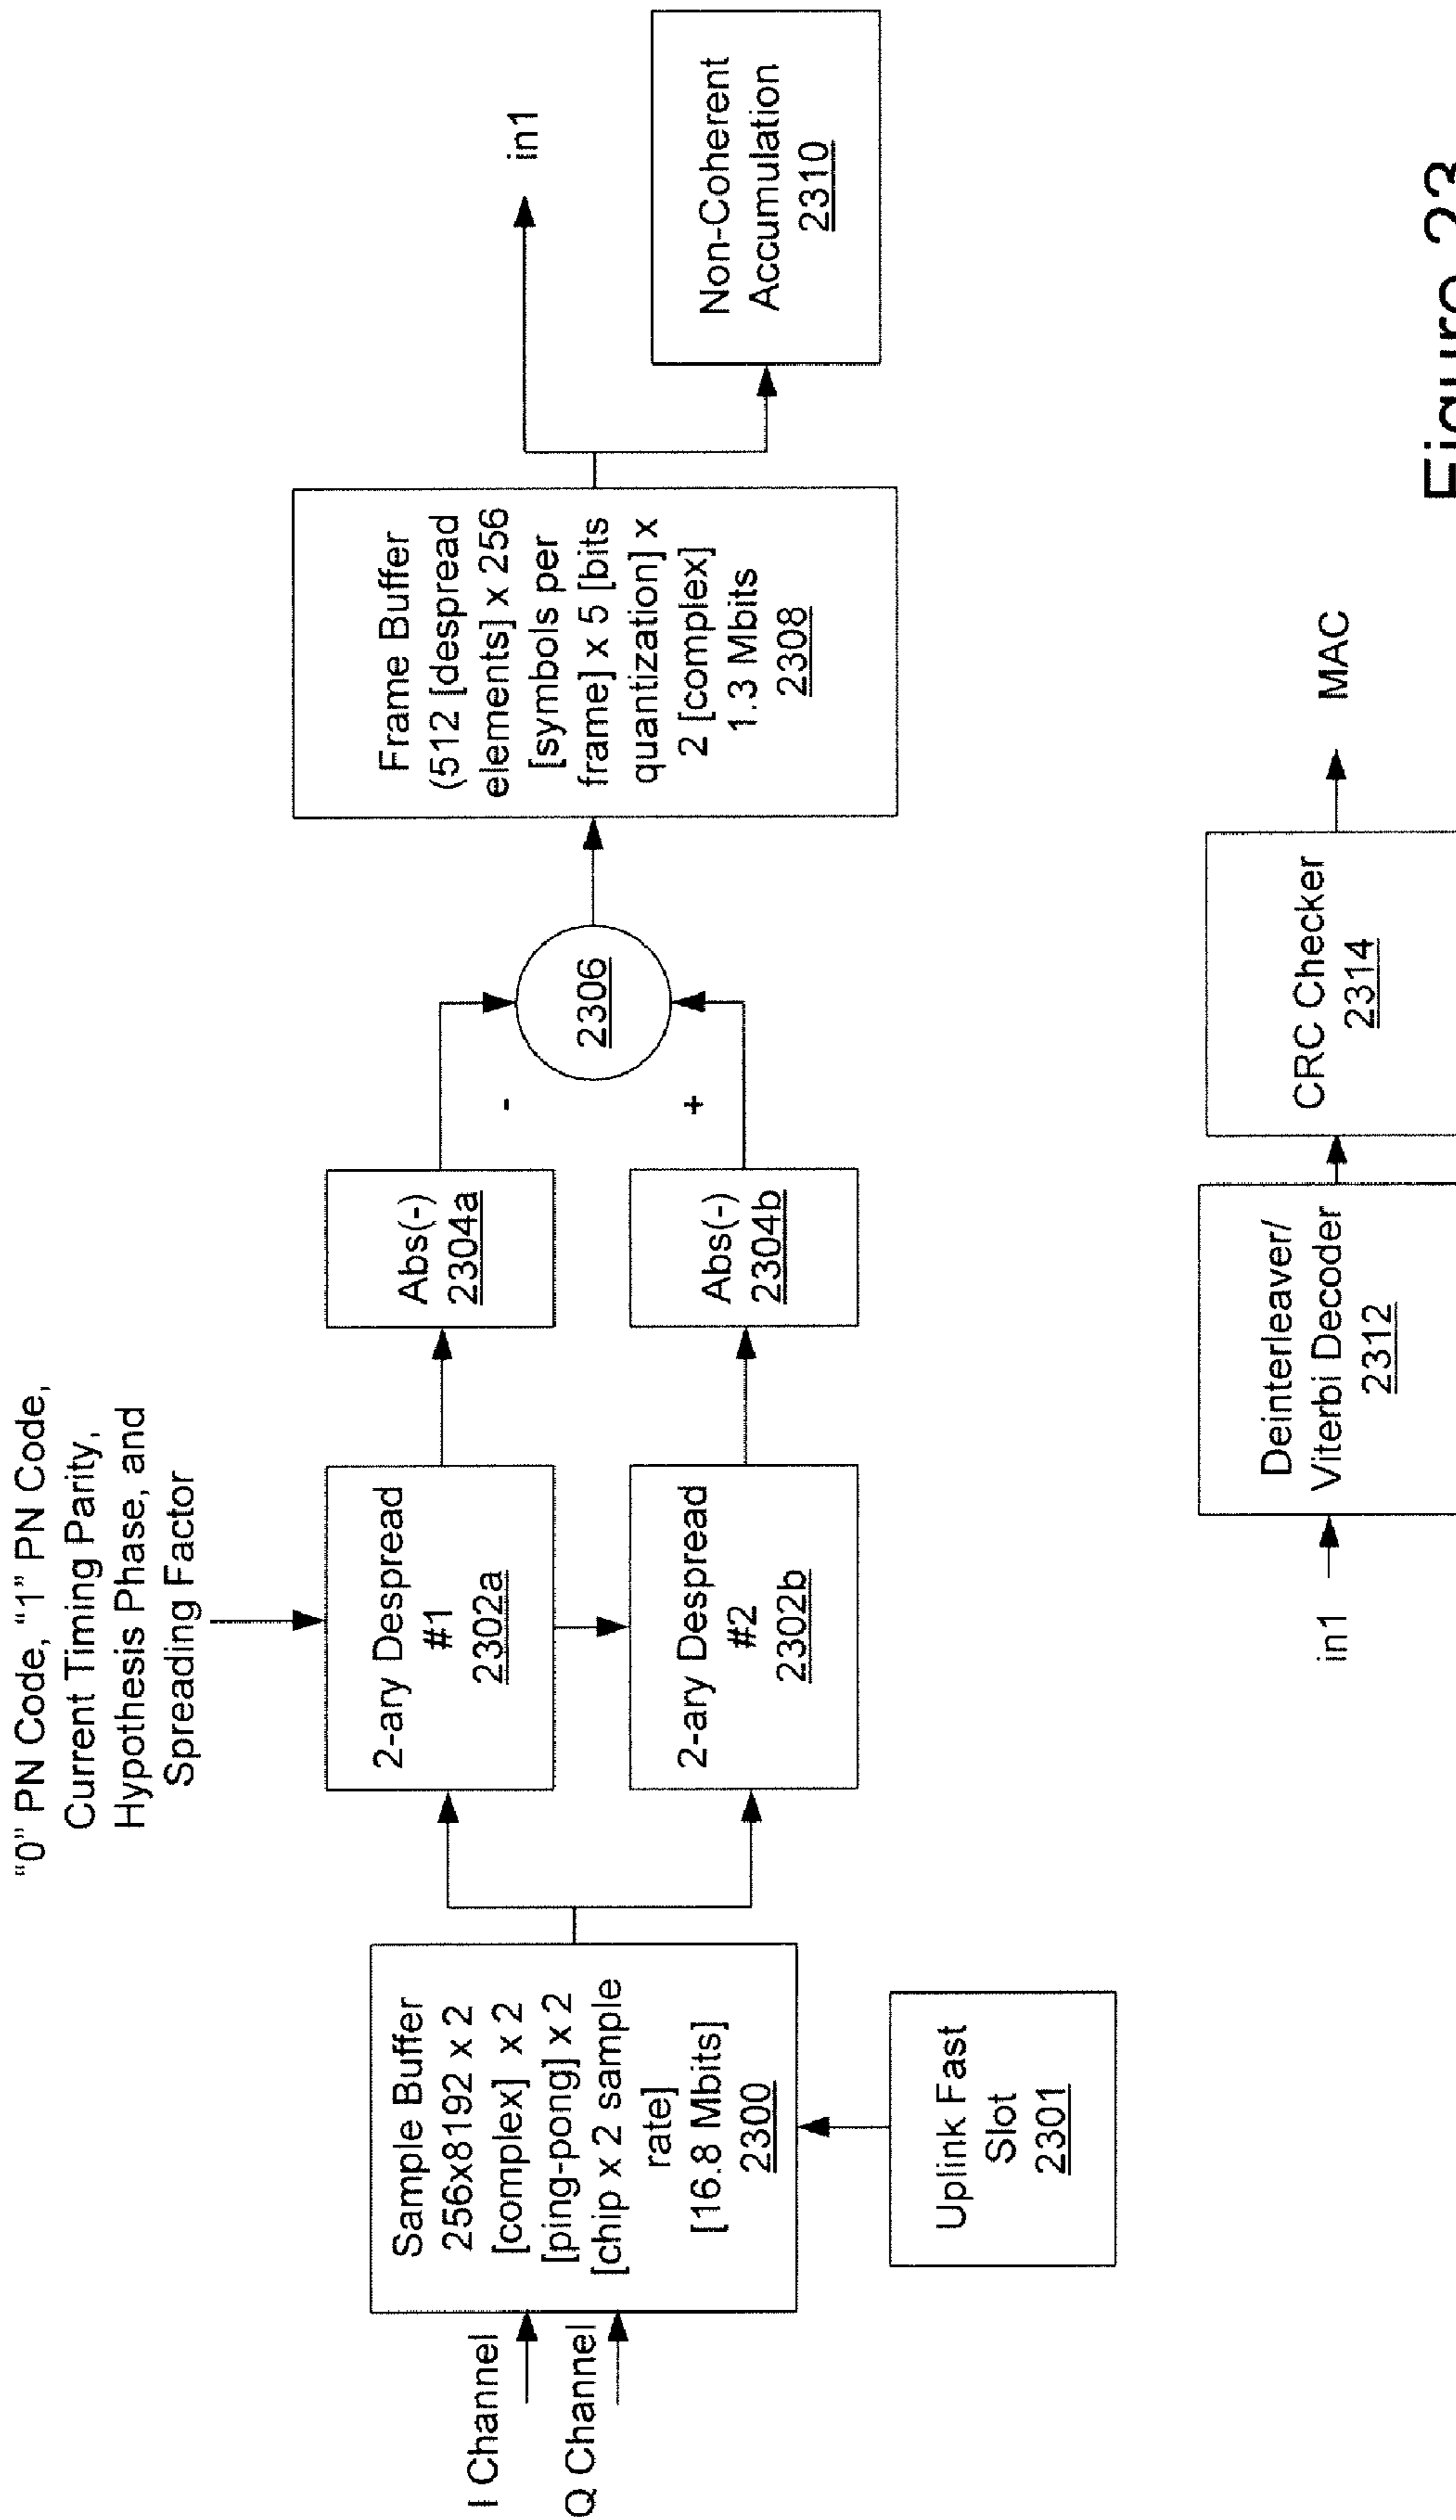 "0" PN Code, "1" PN Code,
Current Timing Parity,
Hypothesis Phase, and
Spreading Factor
I Channel
Q Channel
Sample Buffer
256x8192 x 2
[complex] x 2
[ping-pong] x 2
[chip x 2 sample
rate]
[16.8 Mbits]
2300
Uplink Fast
Slot
2301
2-ary Despread
#1
2302a
2-ary Despread
#2
2302b
Abs(-)
2304a
Abs(-)
2304b
-
+
2306
Frame Buffer
(512 [despread
elements] x 256
[symbols per
frame] x 5 [bits
quantization] x
2 [complex]
1.3 Mbits
2308
in1
Non-Coherent
Accumulation
2310
in1
Deinterleaver/
Viterbi Decoder
2312
CRC Checker
2314
MAC
Figure 23